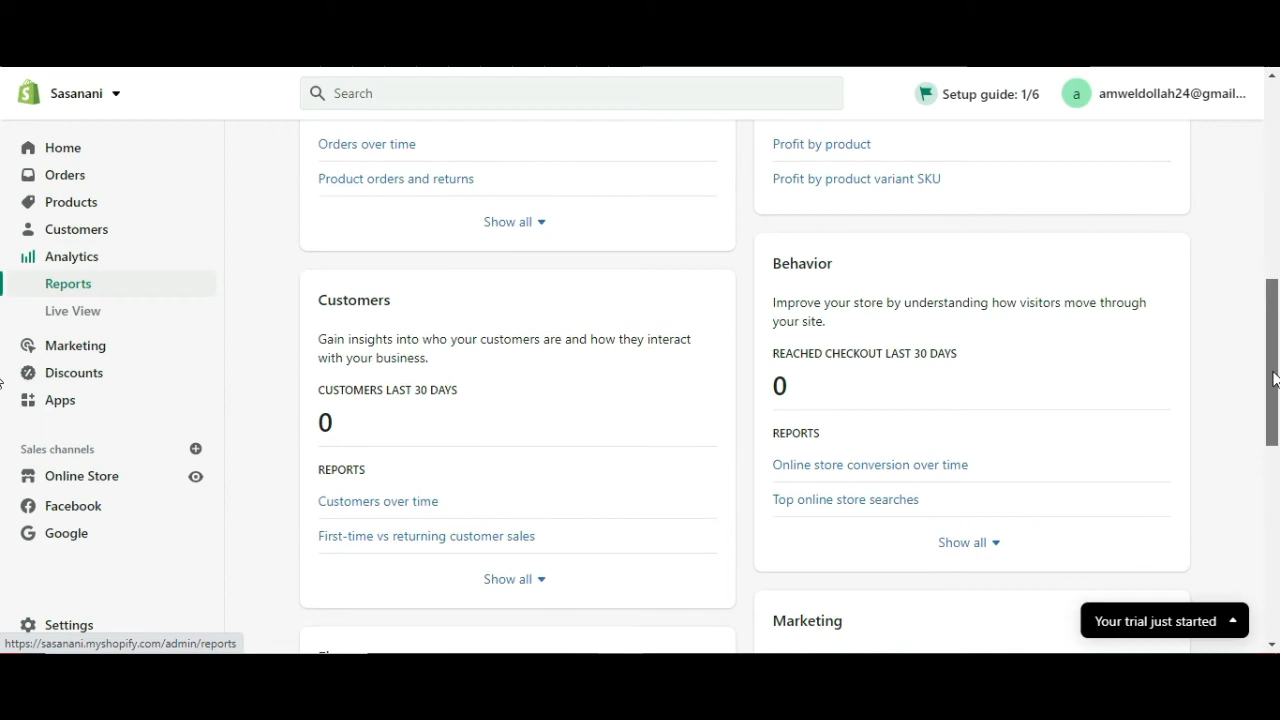 Sasanani
Search
Setup guide: 1/6
a
amweldollah24@gmail...
Home
Orders
Products
Customers
Analytics
Reports
Live View
Marketing
Discounts
Apps
Sales channels
Online Store
Facebook
Google
Settings
https://sasanani.myshopify.com/admin/reports
Orders over time
Product orders and returns
Show all
Customers
Gain insights into who your customers are and how they interact
with your business.
CUSTOMERS LAST 30 DAYS
0
REPORTS
Customers over time
First-time vs returning customer sales
Show all
Profit by product
Profit by product variant SKU
Behavior
Improve your store by understanding how visitors move through
your site.
REACHED CHECKOUT LAST 30 DAYS
0
REPORTS
Online store conversion over time
Top online store searches
Show all
Marketing
Your trial just started